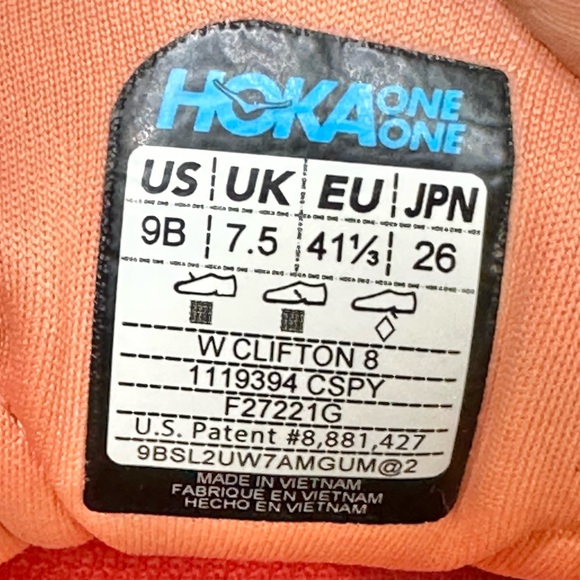 HOKA ONE ONE
US UK EU JPN
9B 7.5 41⅓ 26
W CLIFTON 8
1119394 CSPY
F27221G
U.S. Patent #8,881,427
9BSL2UW7AMGUM@2
MADE IN VIETNAM
FABRIQUÉ EN VIETNAM
HECHO EN VIETNAM